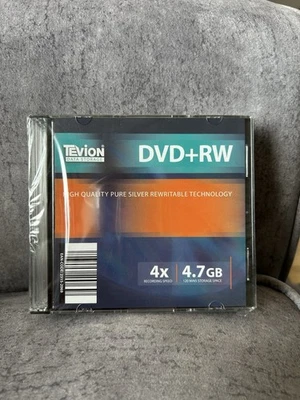 TEVION
DATA STORAGE
DVD+RW
HIGH QUALITY PURE SILVER REWRITABLE TECHNOLOGY
4x
RECORDING SPEED
4.7GB